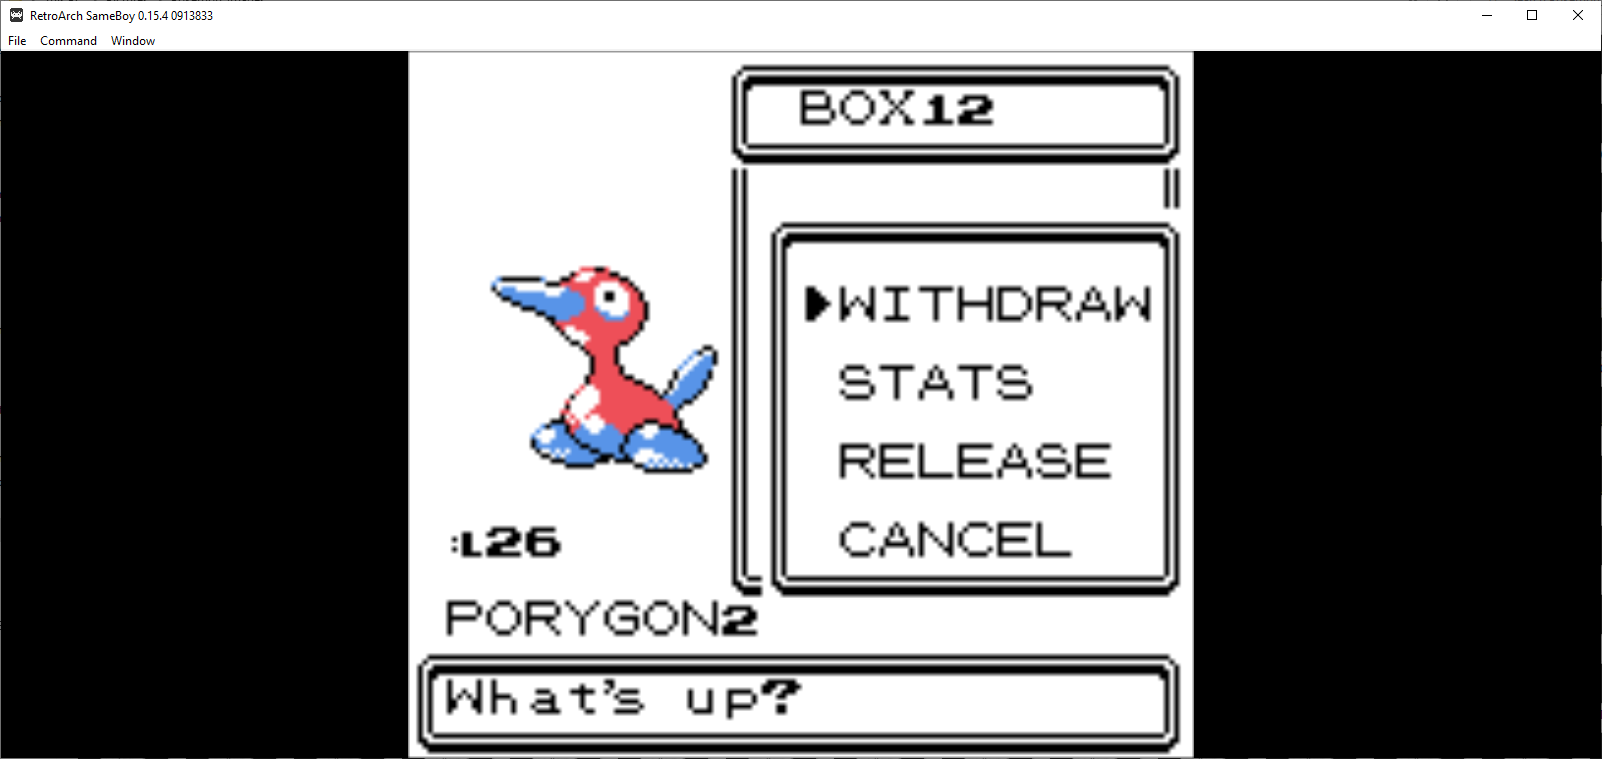 RetroArch SameBoy 0.15.4 0913833
File Command Window
BOX12
WITHDRAW
STATS
RELEASE
CANCEL
:L26
PORYGON2
What's up?